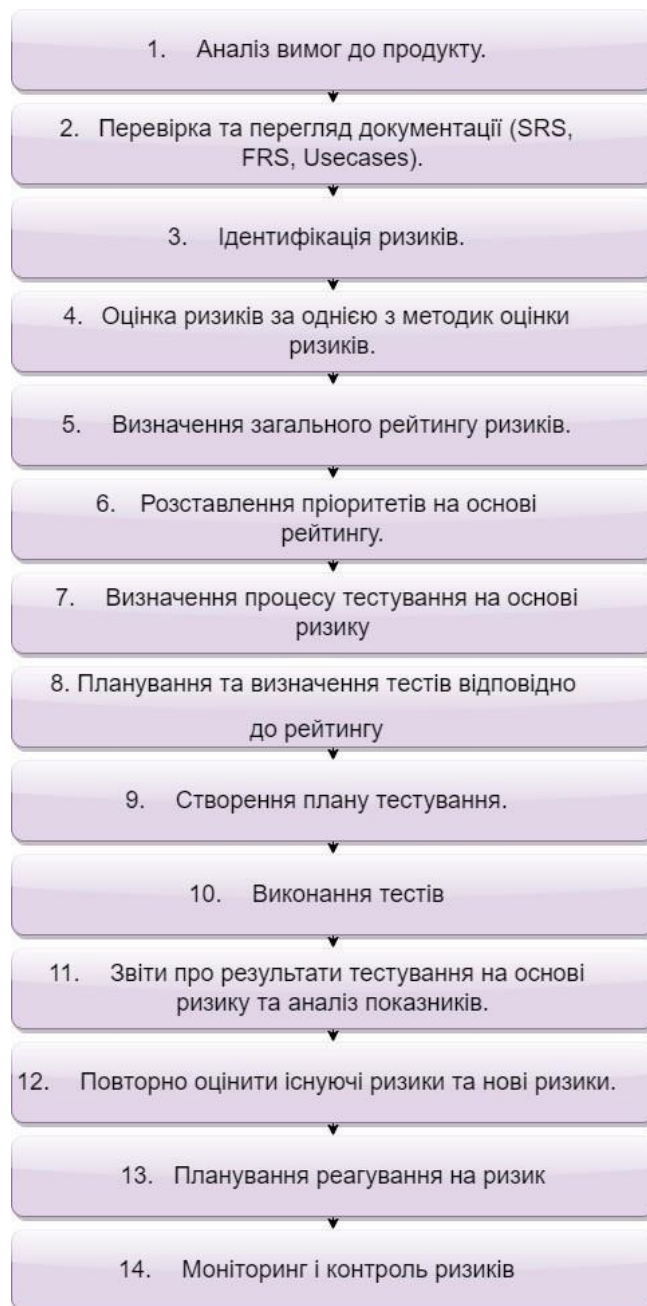 1. Аналіз вимог до продукту.
2. Перевірка та перегляд документації (SRS,
FRS, Usecases).
3. Ідентифікація ризиків.
4. Оцінка ризиків за однією з методик оцінки
ризиків.
5. Визначення загального рейтингу ризиків.
6. Розставлення пріоритетів на основі
рейтингу.
7. Визначення процесу тестування на основі
ризику
8. Планування та визначення тестів відповідно
до рейтингу
9. Створення плану тестування.
10. Виконання тестів
11. Звіти про результати тестування на основі
ризику та аналіз показників.
12. Повторно оцінити існуючі ризики та нові ризики.
13. Планування реагування на ризик
14. Моніторинг і контроль ризиків